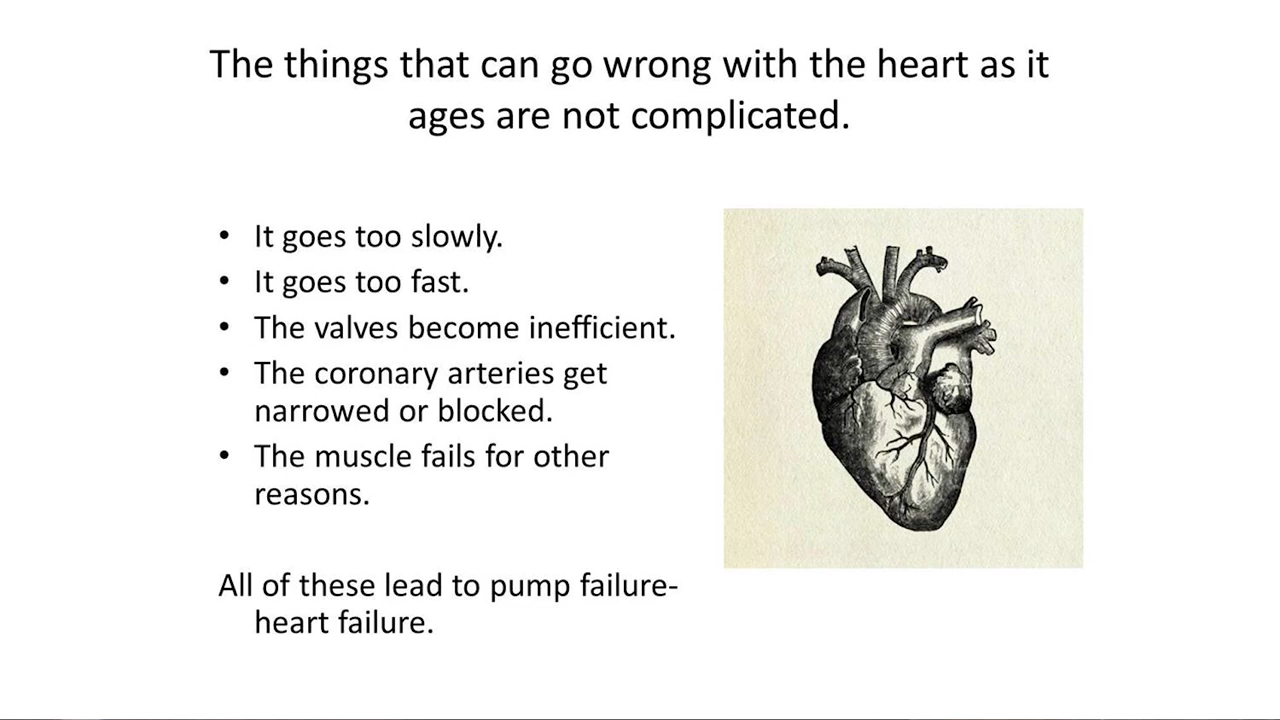 The things that can go wrong with the heart as it
ages are not complicated.
• It goes too slowly.
• It goes too fast.
• The valves become inefficient.
• The coronary arteries get
narrowed or blocked.
• The muscle fails for other
reasons.
All of these lead to pump failure-
heart failure.